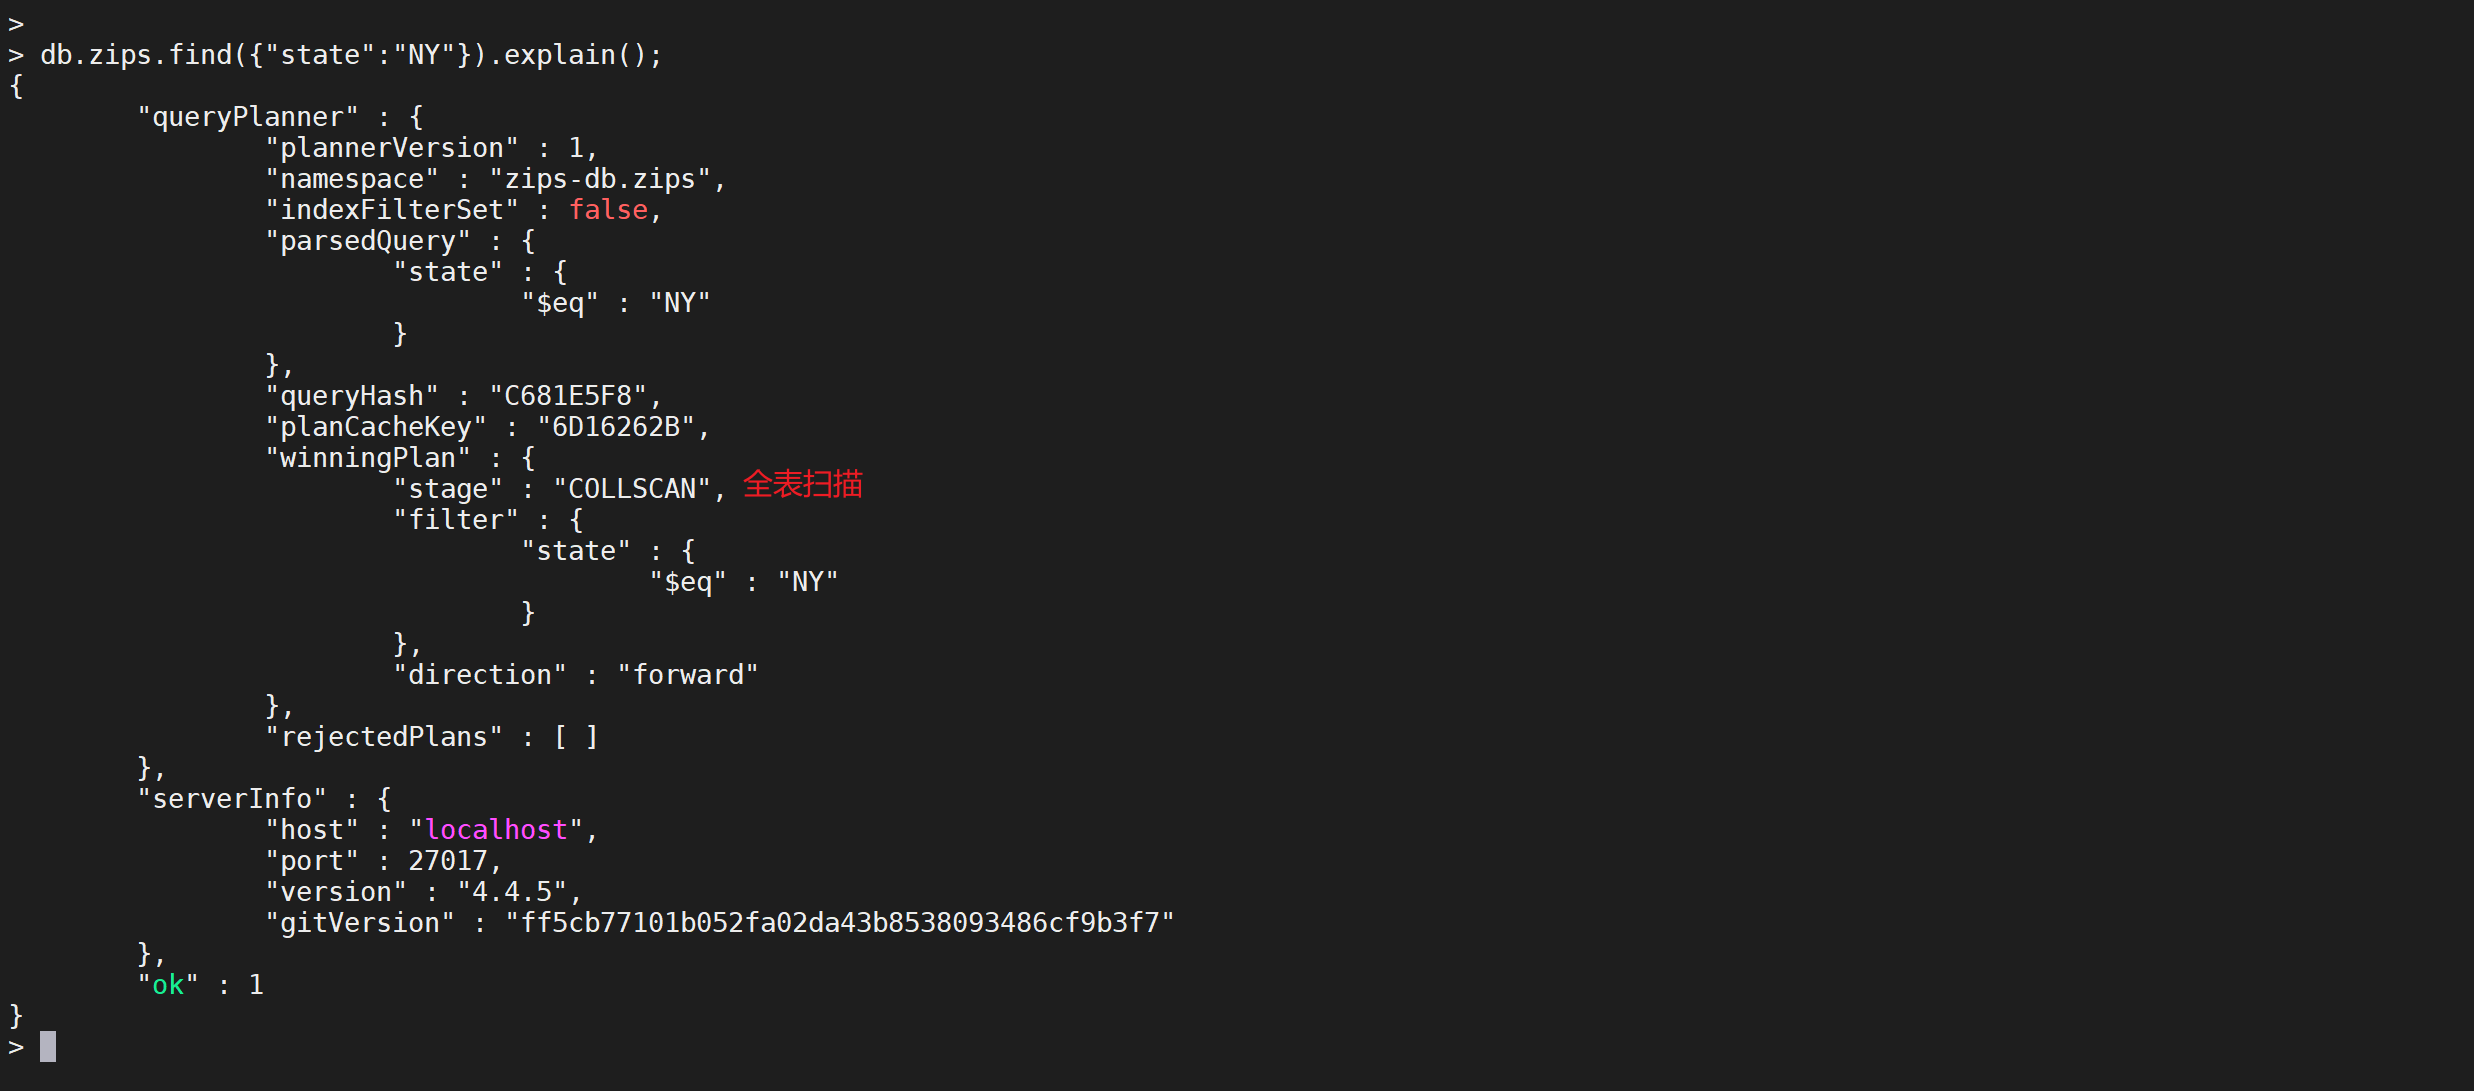 >
> db.zips.find({"state":"NY"}).explain();
{
        "queryPlanner" : {
                "plannerVersion" : 1,
                "namespace" : "zips-db.zips",
                "indexFilterSet" : false,
                "parsedQuery" : {
                        "state" : {
                                "$eq" : "NY"
                        }
                },
                "queryHash" : "C681E5F8",
                "planCacheKey" : "6D16262B",
                "winningPlan" : {
                        "stage" : "COLLSCAN", 全表扫描
                        "filter" : {
                                "state" : {
                                        "$eq" : "NY"
                                }
                        },
                        "direction" : "forward"
                },
                "rejectedPlans" : [ ]
        },
        "serverInfo" : {
                "host" : "localhost",
                "port" : 27017,
                "version" : "4.4.5",
                "gitVersion" : "ff5cb77101b052fa02da43b8538093486cf9b3f7"
        },
        "ok" : 1
}
>